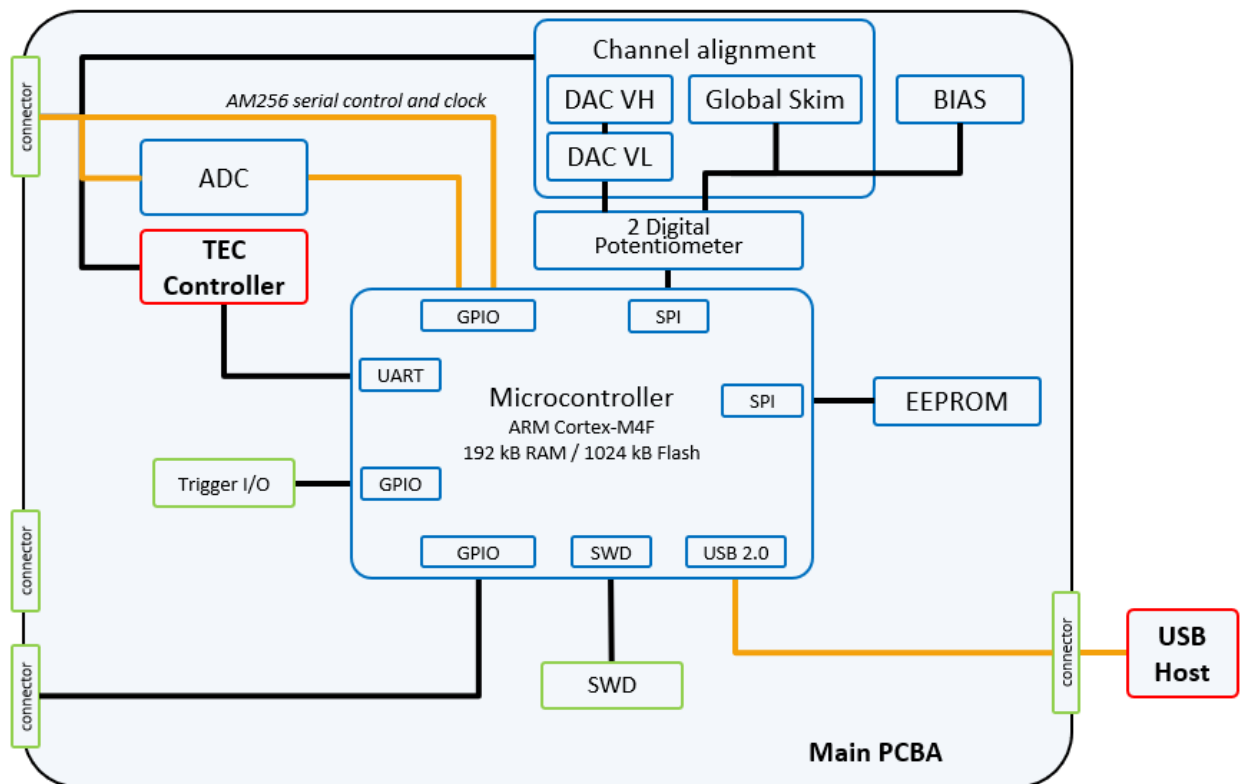 connector
Channel alignment
DAC VH
Global Skim
BIAS
AM256 serial control and clock
DAC VL
ADC
2 Digital
Potentiometer
TEC
Controller
GPIO
SPI
UART
Microcontroller
ARM Cortex-M4F
192 kB RAM / 1024 kB Flash
SPI
EEPROM
Trigger I/O
GPIO
connector
GPIO
SWD
USB 2.0
connector
SWD
connector
USB
Host
Main PCBA